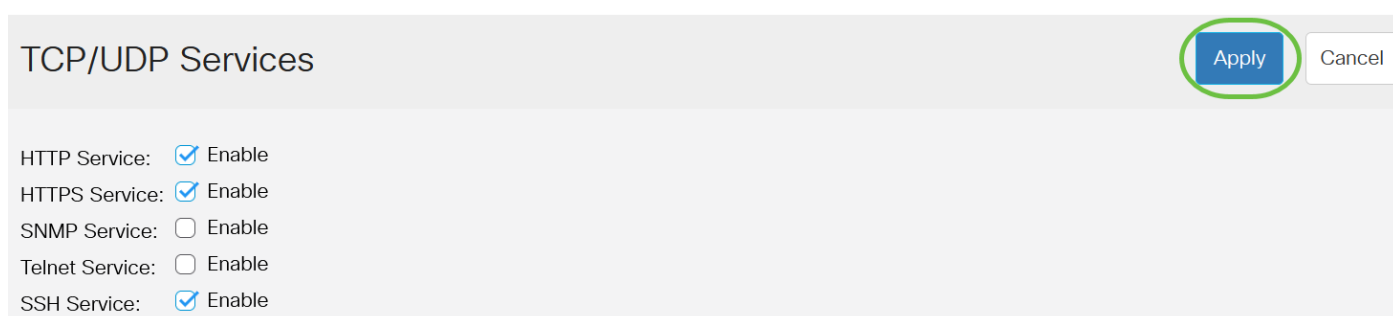 TCP/UDP Services Apply Cancel
HTTP Service: Enable
HTTPS Service: Enable
SNMP Service: Enable
Telnet Service: Enable
SSH Service: Enable